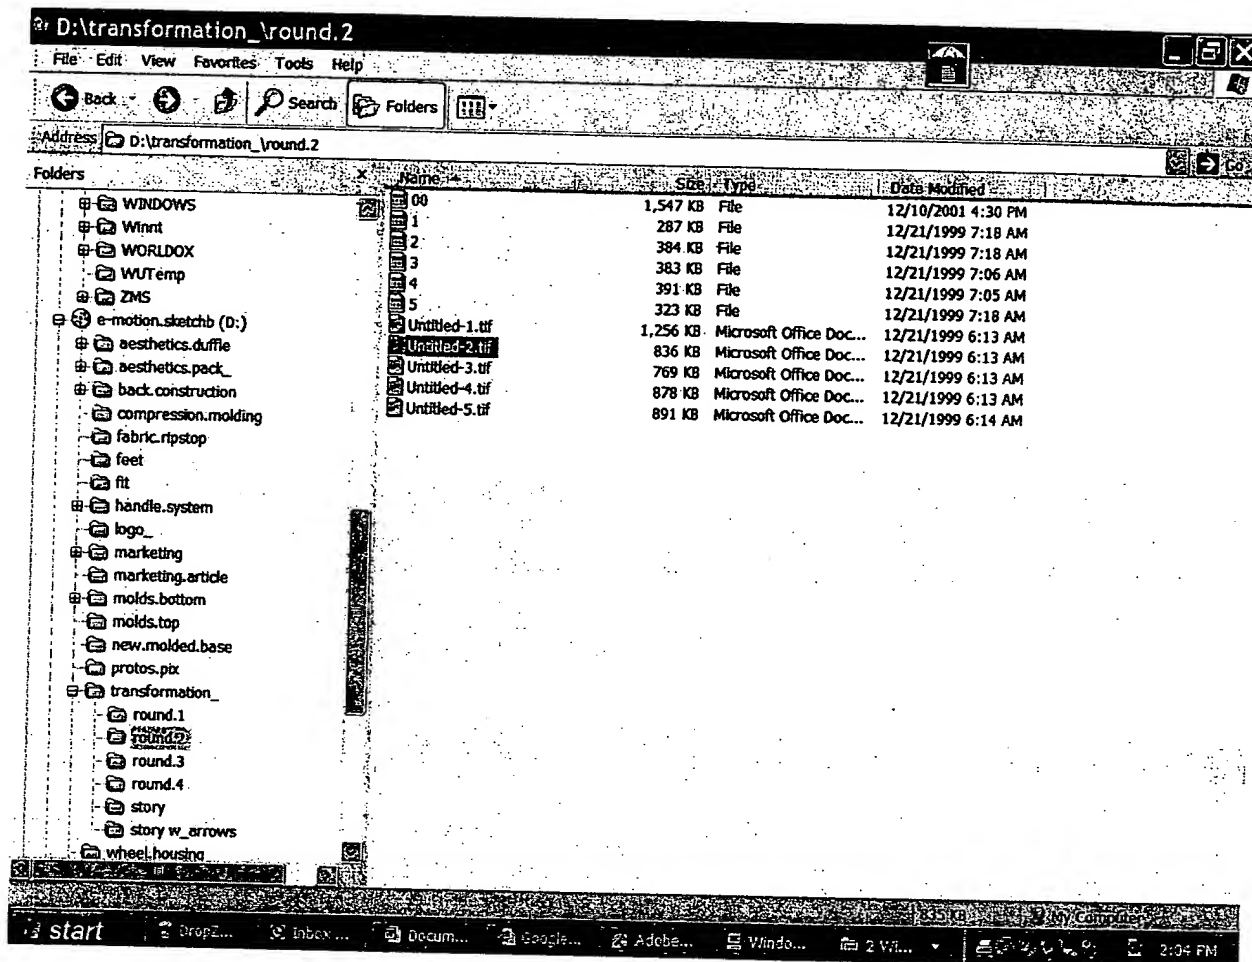 D:\transformation_\round.2
File Edit View Favorites Tools Help
Back Search Folders
Address D:\transformation_\round.2 Go
Folders
WINDOWS
Winnt
WORLDOX
WUTemp
ZMS
e-motion.sketchb (D:)
aesthetics.duffle
aesthetics.pack_
back.construction
compression.molding
fabric.ripstop
feet
fit
handle.system
logo_
marketing
marketing.article
molds.bottom
molds.top
new.molded.base
protos.pix
transformation_
round.1
round.2
round.3
round.4
story
story w_arrows
wheel.housing
Name Size Type Date Modified
00 1,547 KB File 12/10/2001 4:30 PM
1 287 KB File 12/21/1999 7:18 AM
2 384 KB File 12/21/1999 7:18 AM
3 383 KB File 12/21/1999 7:06 AM
4 391 KB File 12/21/1999 7:05 AM
5 323 KB File 12/21/1999 7:18 AM
Untitled-1.tif 1,256 KB Microsoft Office Doc... 12/21/1999 6:13 AM
Untitled-2.tif 836 KB Microsoft Office Doc... 12/21/1999 6:13 AM
Untitled-3.tif 769 KB Microsoft Office Doc... 12/21/1999 6:13 AM
Untitled-4.tif 878 KB Microsoft Office Doc... 12/21/1999 6:13 AM
Untitled-5.tif 891 KB Microsoft Office Doc... 12/21/1999 6:14 AM
835 KB My Computer
start DropZ... Inbox ... Docum... Google... Adobe... Windo... 2 Wi... 2:04 PM